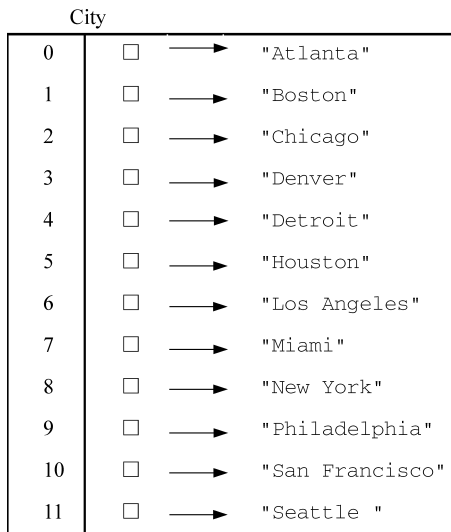 City
0 "Atlanta"
1 "Boston"
2 "Chicago"
3 "Denver"
4 "Detroit"
5 "Houston"
6 "Los Angeles"
7 "Miami"
8 "New York"
9 "Philadelphia"
10 "San Francisco"
11 "Seattle "